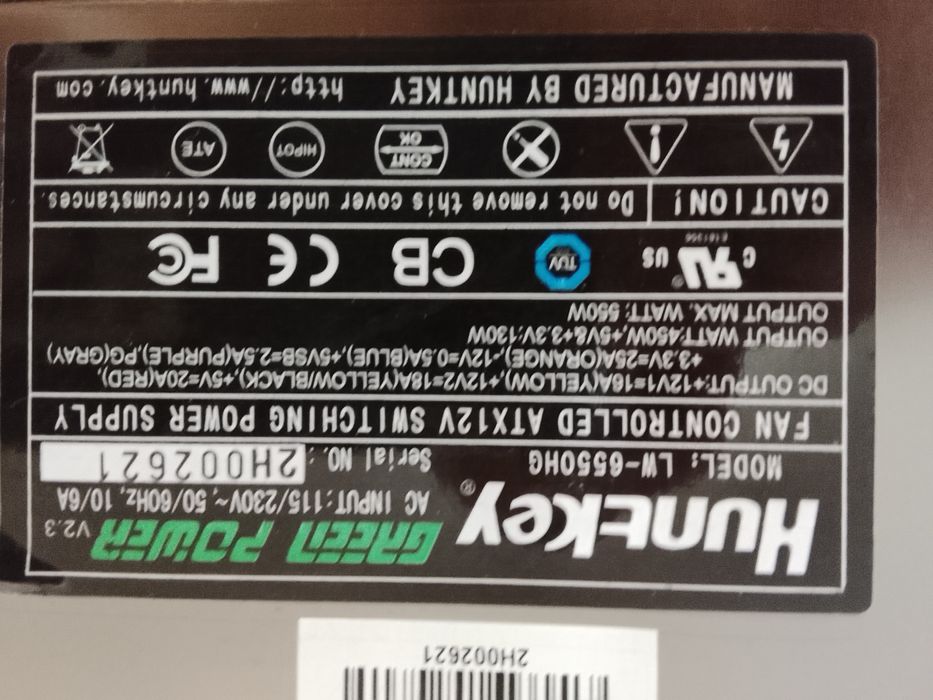 2H002621
HuntKey® GREEN POWER V2.3
AC INPUT:115/230V~, 50/60Hz, 10/6A
MODEL: LW-6550HG Serial NO.: 2H002621
FAN CONTROLLED ATX12V SWITCHING POWER SUPPLY
DC OUTPUT:+12V1=16A(YELLOW),+12V2=18A(YELLOW/BLACK),+5V=20A(RED),
+3.3V=25A(ORANGE),-12V=0.5A(BLUE),+5VSB=2.5A(PURPLE),PG(GRAY)
OUTPUT WATT:450W,+5V&+3.3V:130W
OUTPUT MAX. WATT: 550W
C RU® US TÜV CB CE FC
CAUTION! Do not remove this cover under any circumstances.
CONT OK HIPOT ATE
MANUFACTURED BY HUNTKEY http://www.huntkey.com